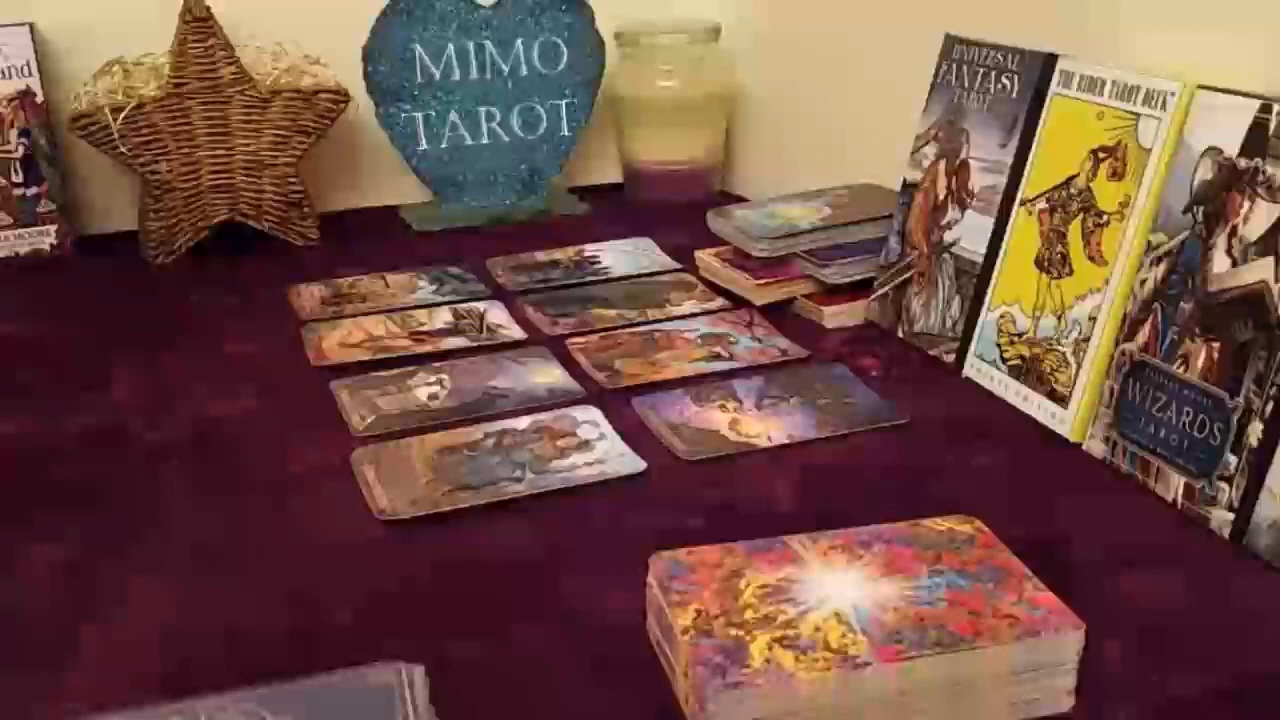 MIMO
TAROT
UNIVERSAL
FANTASY
TAROT
THE RIDER TAROT DECK
WIZARDS
TAROT